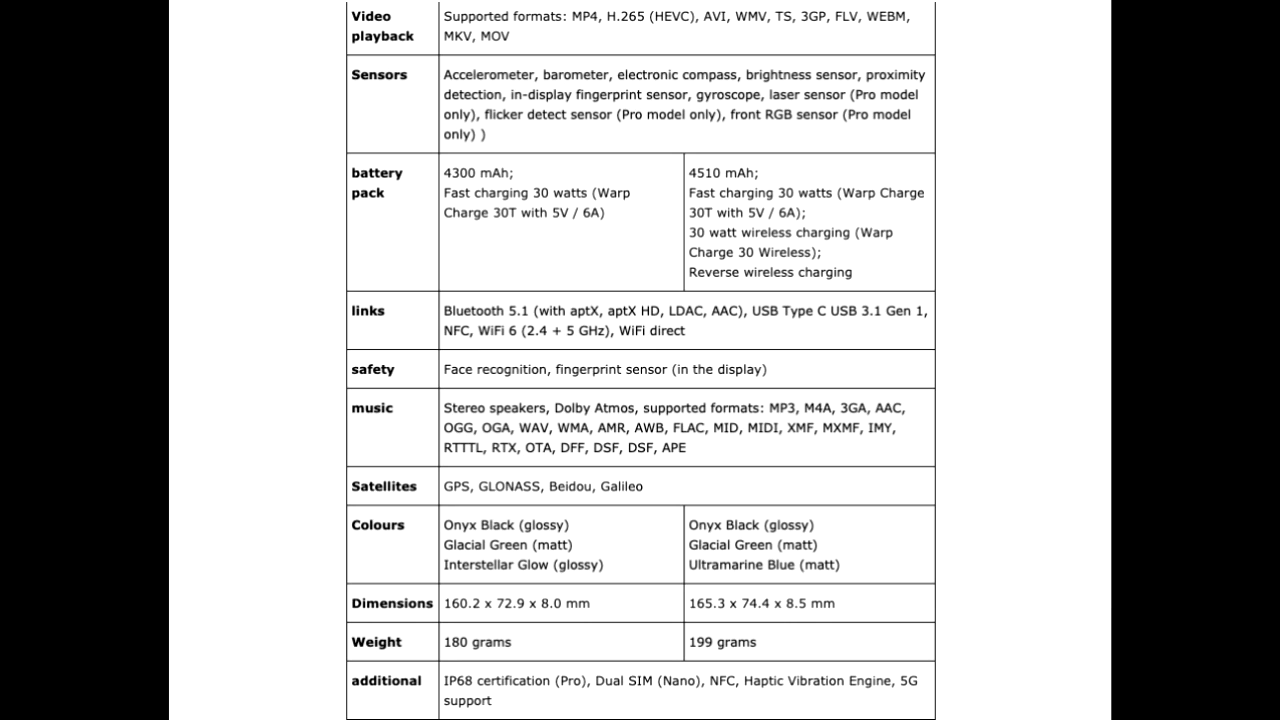 Video playback
Supported formats: MP4, H.265 (HEVC), AVI, WMV, TS, 3GP, FLV, WEBM,
MKV, MOV
Sensors
Accelerometer, barometer, electronic compass, brightness sensor, proximity
detection, in-display fingerprint sensor, gyroscope, laser sensor (Pro model
only), flicker detect sensor (Pro model only), front RGB sensor (Pro model
only) )
battery pack
4300 mAh;
Fast charging 30 watts (Warp
Charge 30T with 5V / 6A)
4510 mAh;
Fast charging 30 watts (Warp Charge
30T with 5V / 6A);
30 watt wireless charging (Warp
Charge 30 Wireless);
Reverse wireless charging
links
Bluetooth 5.1 (with aptX, aptX HD, LDAC, AAC), USB Type C USB 3.1 Gen 1,
NFC, WiFi 6 (2.4 + 5 GHz), WiFi direct
safety
Face recognition, fingerprint sensor (in the display)
music
Stereo speakers, Dolby Atmos, supported formats: MP3, M4A, 3GA, AAC,
OGG, OGA, WAV, WMA, AMR, AWB, FLAC, MID, MIDI, XMF, MXMF, IMY,
RTTTL, RTX, OTA, DFF, DSF, DSF, APE
Satellites
GPS, GLONASS, Beidou, Galileo
Colours
Onyx Black (glossy)
Glacial Green (matt)
Interstellar Glow (glossy)
Onyx Black (glossy)
Glacial Green (matt)
Ultramarine Blue (matt)
Dimensions
160.2 x 72.9 x 8.0 mm
165.3 x 74.4 x 8.5 mm
Weight
180 grams
199 grams
additional
IP68 certification (Pro), Dual SIM (Nano), NFC, Haptic Vibration Engine, 5G
support